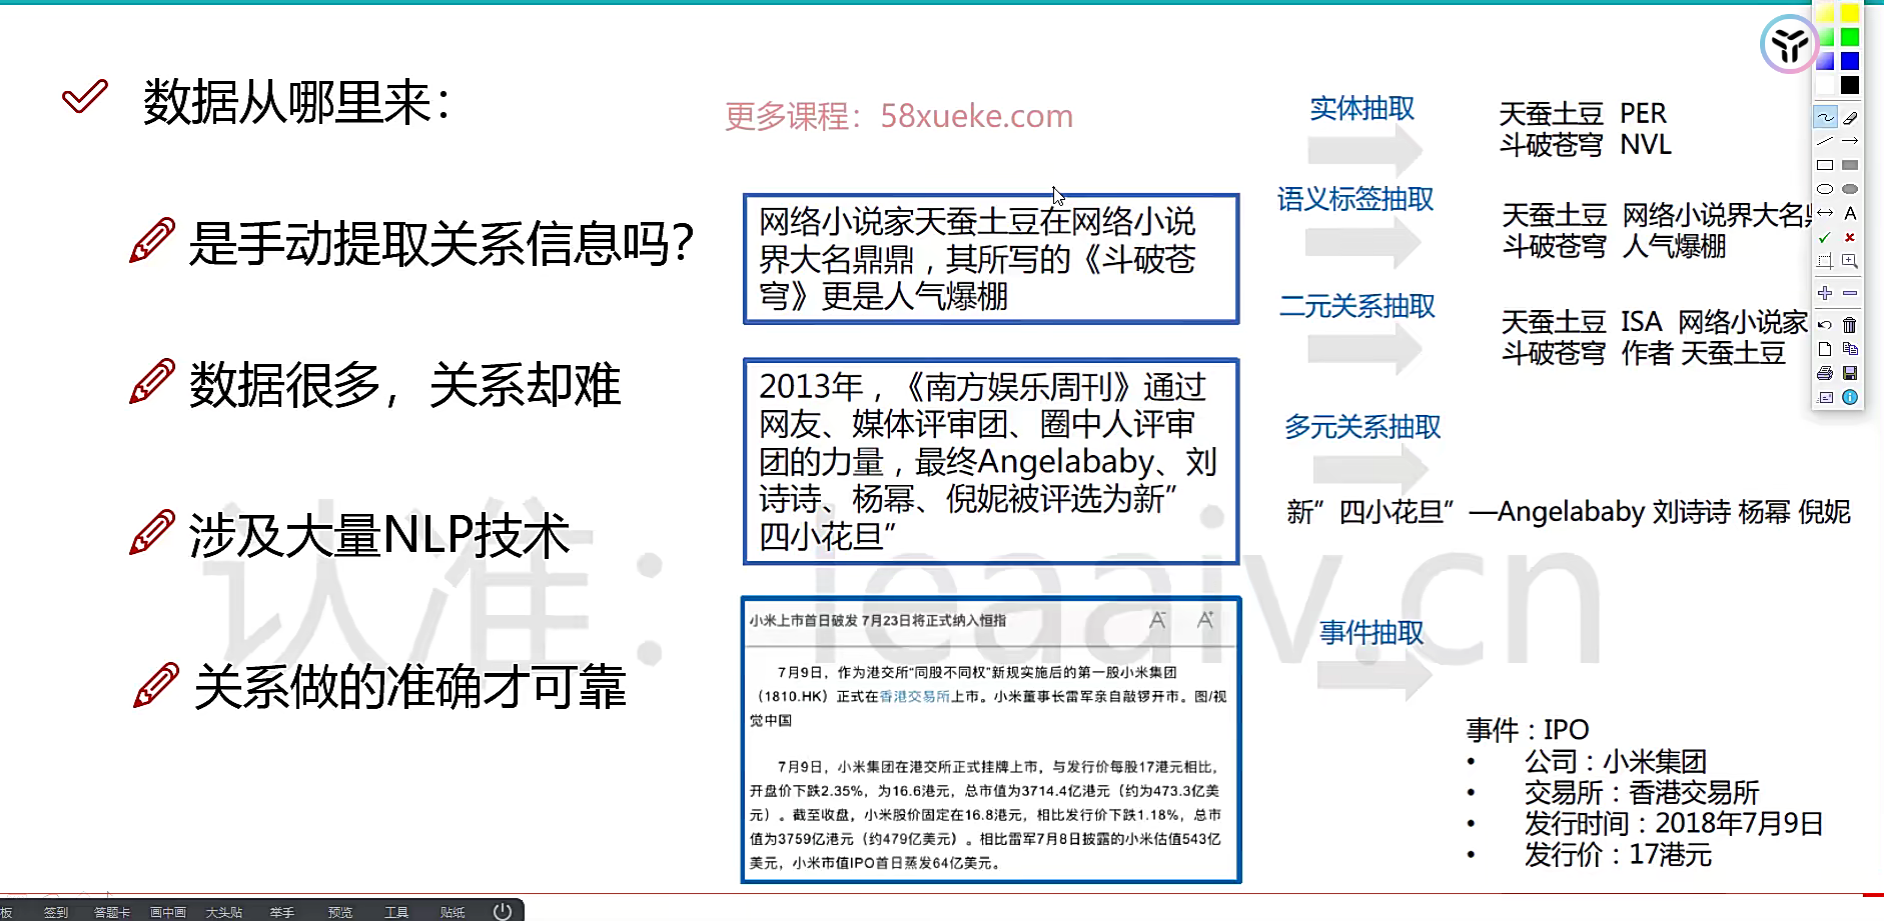 数据从哪里来：
更多课程：58xueke.com
是手动提取关系信息吗？
数据很多，关系却难
涉及大量NLP技术
关系做的准确才可靠
网络小说家天蚕土豆在网络小说
界大名鼎鼎，其所写的《斗破苍
穹》更是人气爆棚
2013年，《南方娱乐周刊》通过
网友、媒体评审团、圈中人评审
团的力量，最终Angelababy、刘
诗诗、杨幂、倪妮被评选为新”
四小花旦”
小米上市首日破发 7月23日将正式纳入恒指
A- A+
7月9日，作为港交所“同股不同权”新规实施后的第一股小米集团
（1810.HK）正式在香港交易所上市。小米董事长雷军亲自敲锣开市。图/视
觉中国
7月9日，小米集团在港交所正式挂牌上市，与发行价每股17港元相比，
开盘价下跌2.35%，为16.6港元，总市值为3714.4亿港元（约为473.3亿美
元）。截至收盘，小米股价固定在16.8港元，相比发行价下跌1.18%，总市
值为3759亿港元（约479亿美元）。相比雷军7月8日披露的小米估值543亿
美元，小米市值IPO首日蒸发64亿美元。
实体抽取
天蚕土豆 PER
斗破苍穹 NVL
语义标签抽取
天蚕土豆 网络小说界大名
斗破苍穹 人气爆棚
二元关系抽取
天蚕土豆 ISA 网络小说家
斗破苍穹 作者 天蚕土豆
多元关系抽取
新”四小花旦”—Angelababy 刘诗诗 杨幂 倪妮
事件抽取
事件：IPO
• 公司：小米集团
• 交易所：香港交易所
• 发行时间：2018年7月9日
• 发行价：17港元
认准：leaaiv.cn
A
板 签到 答题卡 画中画 大头贴 举手 预览 工具 贴纸